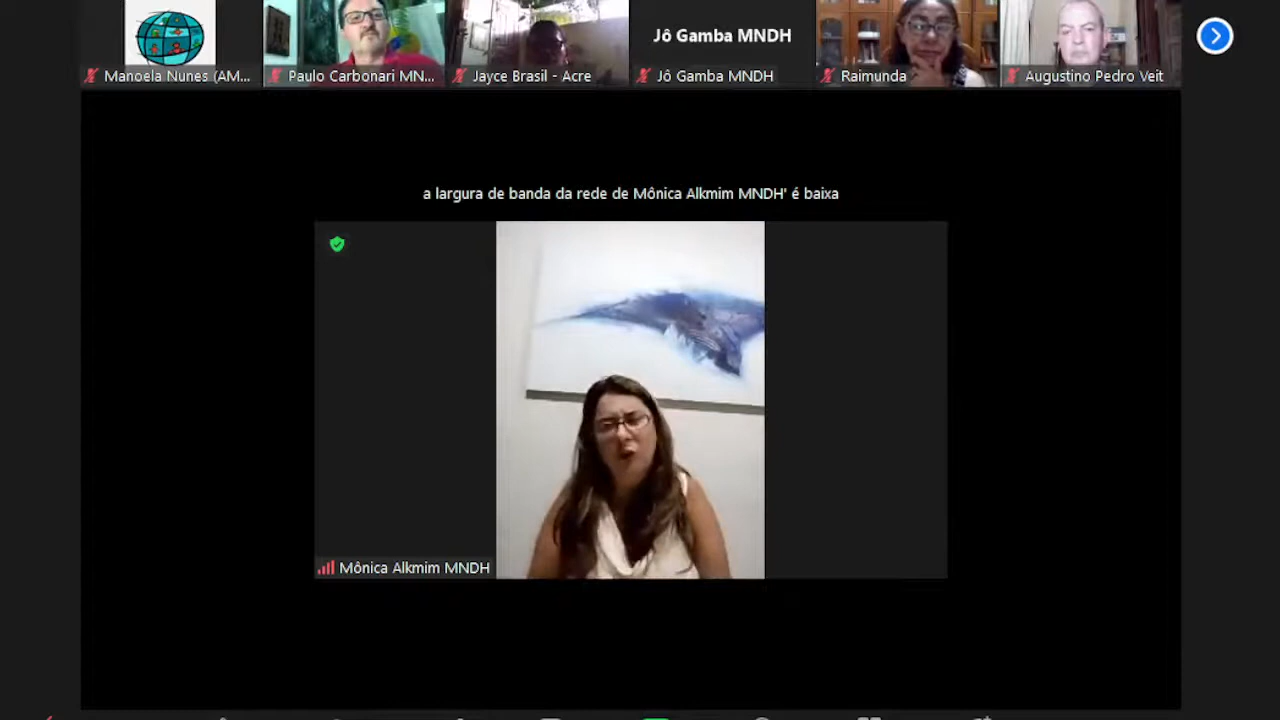 Jô Gamba MNDH
Manoela Nunes (AM...
Paulo Carbonari MN...
Jayce Brasil - Acre
Jô Gamba MNDH
Raimunda
Augustino Pedro Veit
a largura de banda da rede de Mônica Alkmim MNDH' é baixa
Mônica Alkmim MNDH